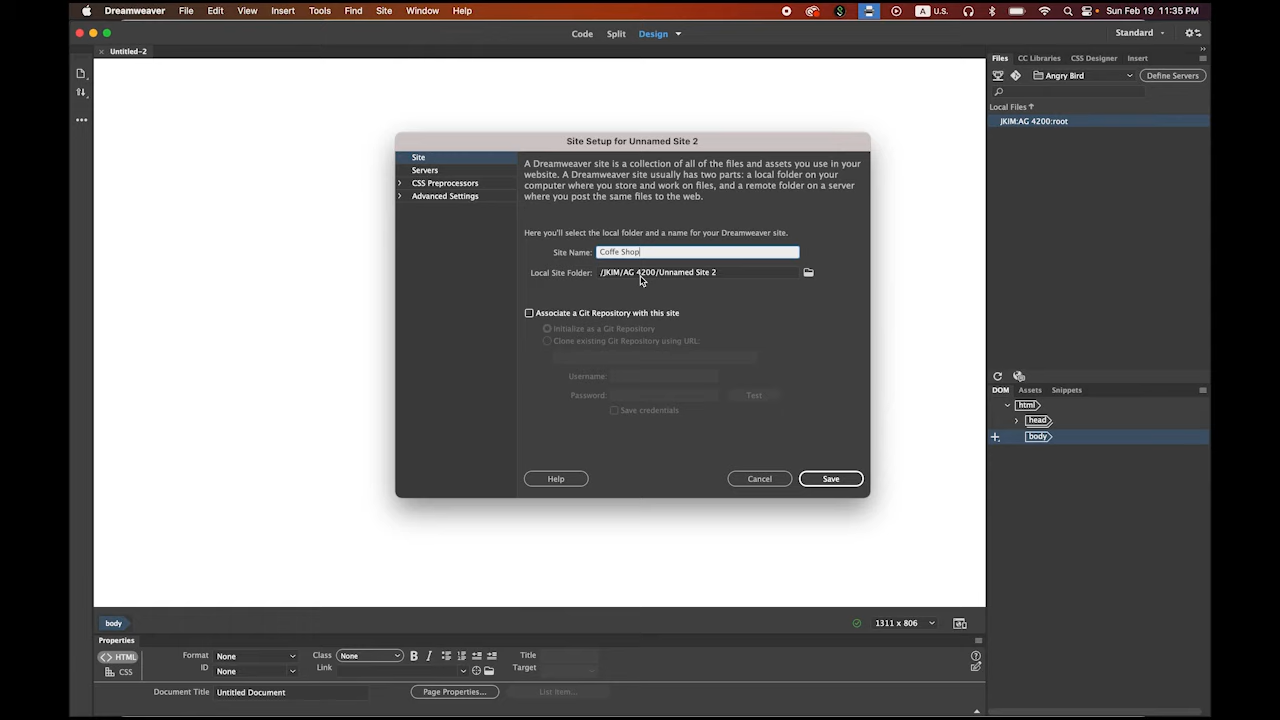 Dreamweaver File Edit View Insert Tools Find Site Window Help A U.S. Sun Feb 19 11:35 PM
Code Split Design Standard
× Untitled-2
Files CC Libraries CSS Designer Insert
Angry Bird Define Servers
Local Files
JKIM:AG 4200:root
Site Setup for Unnamed Site 2
Site
Servers
CSS Preprocessors
Advanced Settings
A Dreamweaver site is a collection of all of the files and assets you use in your
website. A Dreamweaver site usually has two parts: a local folder on your
computer where you store and work on files, and a remote folder on a server
where you post the same files to the web.
Here you'll select the local folder and a name for your Dreamweaver site.
Site Name: Coffe Shop
Local Site Folder: /JKIM/AG 4200/Unnamed Site 2
Associate a Git Repository with this site
Initialize as a Git Repository
Clone existing Git Repository using URL:
Username:
Password: Test
Save credentials
Help Cancel Save
DOM Assets Snippets
html
head
body
body 1311 x 806
Properties
HTML Format None Class None B I Title
CSS ID None Link Target
Document Title Untitled Document Page Properties... List Item...